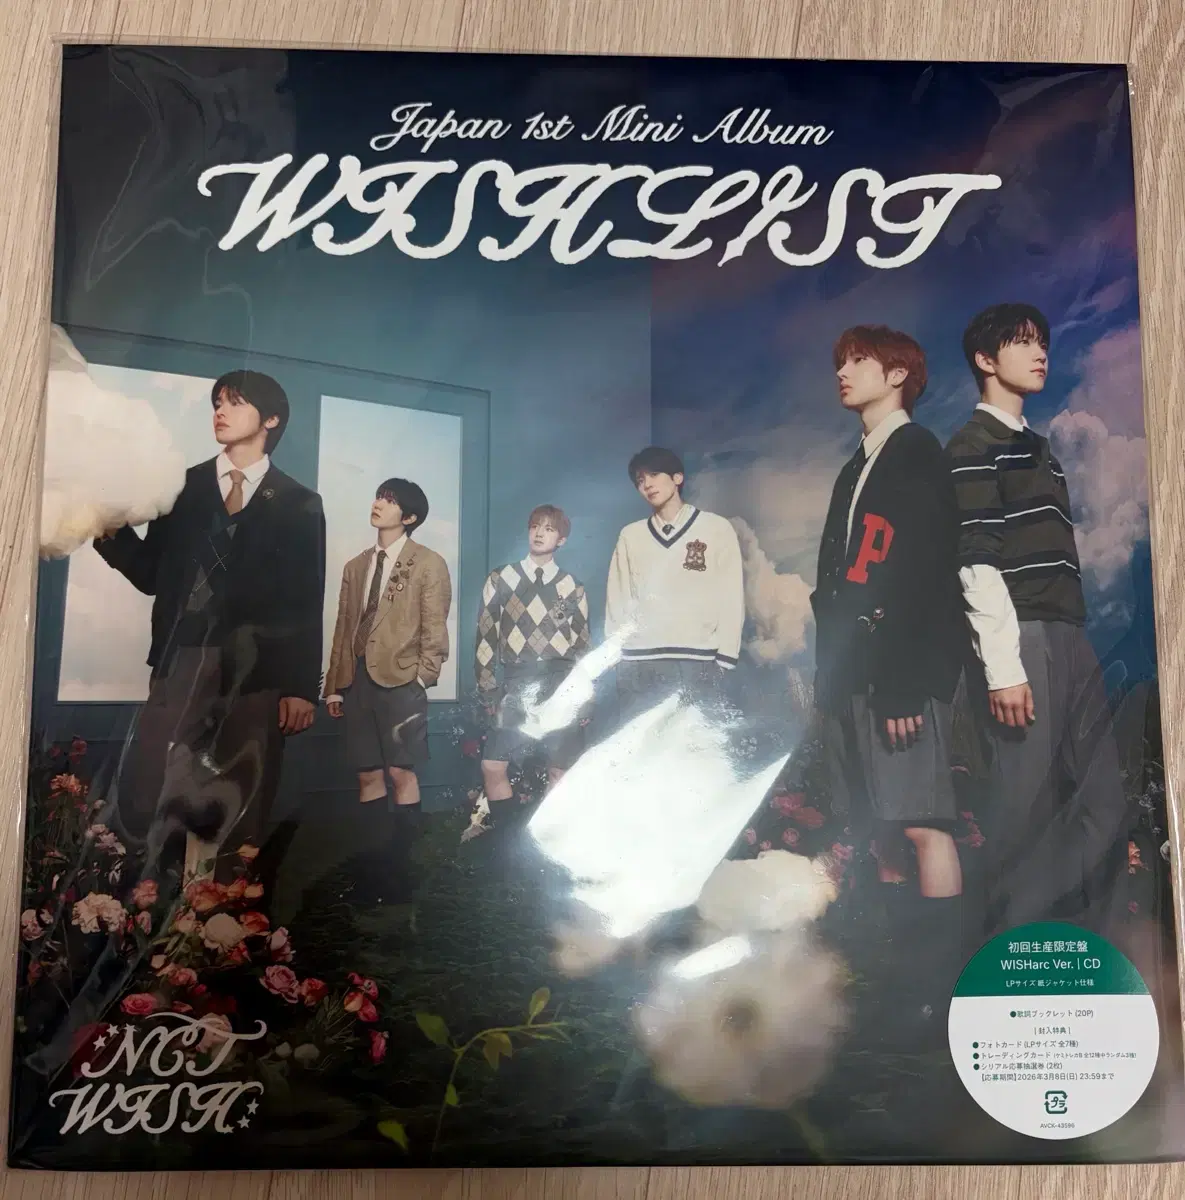 Japan 1st Mini Album
WISHLIST
P
初回生産限定盤
WISHarc Ver. | CD
LPサイズ 紙ジャケット仕様
●歌詞ブックレット(20P)
[封入特典]
●フォトカード(LPサイズ 全7種)
●トレーディングカード
●シリアル応募抽選券(2枚)
【応募期間】2026年3月8日(日) 23:59まで
プラ
AVCK-43596
NCT
WISH